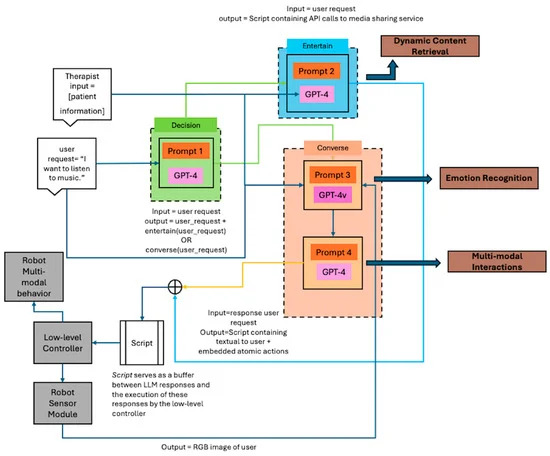 Input = user request
output = Script containing API calls to media sharing service
Entertain
Dynamic Content
Retrieval
Prompt 2
GPT-4
Therapist
input =
[patient
information]
Decision
Prompt 1
GPT-4
user
request= “I
want to listen
to music.”
Converse
Prompt 3
GPT-4v
Emotion Recognition
Input = user request
output = user_request +
entertain(user_request)
OR
converse(user_request)
Prompt 4
GPT-4
Multi-modal
Interactions
Robot
Multi-
modal
behavior
Input=response user
request
Output=Script containing
textual to user +
embedded atomic actions
Low-level
Controller
Script
Script serves as a buffer
between LLM responses and
the execution of these
responses by the low-level
controller
Robot
Sensor
Module
Output = RGB image of user